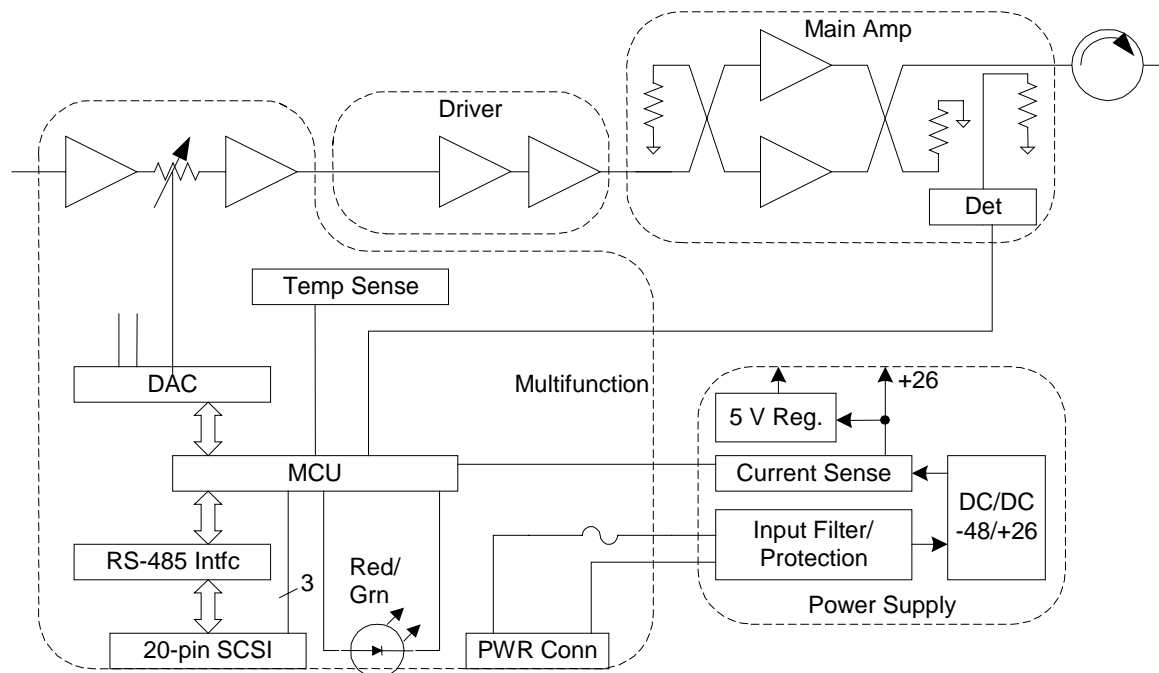 Main Amp
Driver
Det
Temp Sense
DAC
Multifunction
+26
5 V Reg.
MCU
Current Sense
DC/DC
-48/+26
Input Filter/
Protection
RS-485 Intfc
Red/
Grn
3
Power Supply
20-pin SCSI
PWR Conn